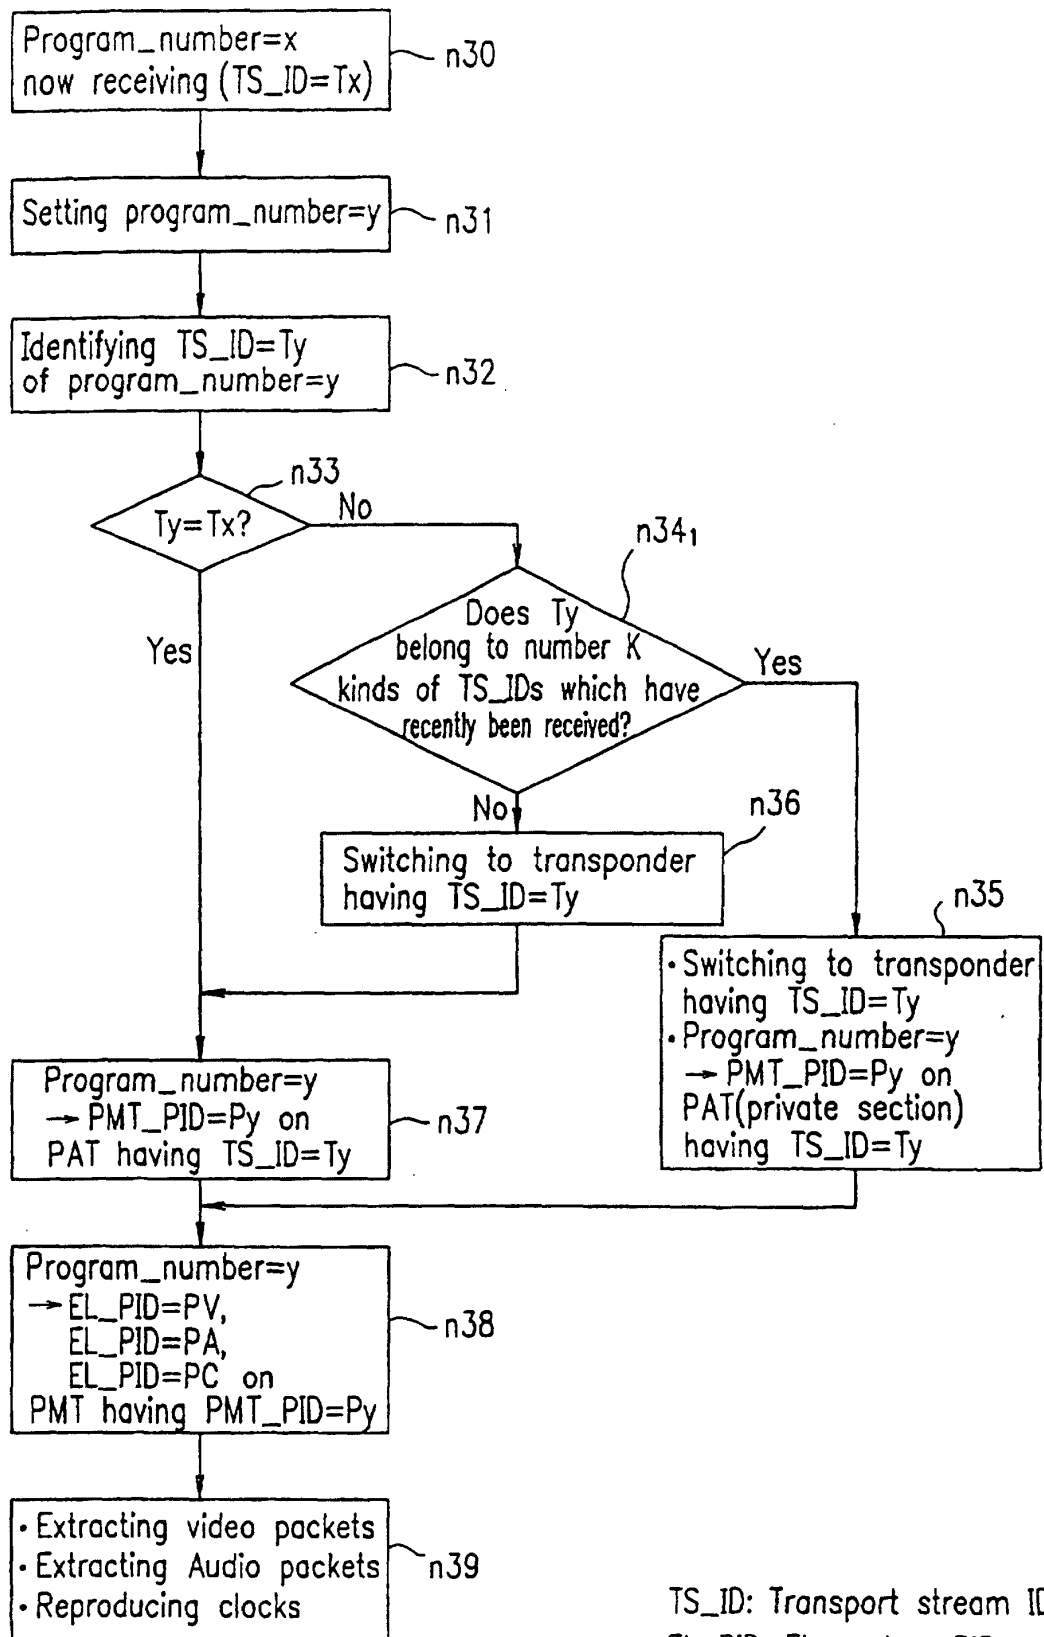 Program_number=x
now receiving (TS_ID=Tx)
n30
Setting program_number=y
n31
Identifying TS_ID=Ty
of program_number=y
n32
n33
Ty=Tx?
No
Yes
n34₁
Does Ty
belong to number K
kinds of TS_IDs which have
recently been received?
Yes
No
n36
Switching to transponder
having TS_ID=Ty
n35
• Switching to transponder
having TS_ID=Ty
• Program_number=y
→ PMT_PID=Py on
PAT(private section)
having TS_ID=Ty
Program_number=y
→ PMT_PID=Py on
PAT having TS_ID=Ty
n37
Program_number=y
→ EL_PID=PV,
EL_PID=PA,
EL_PID=PC on
PMT having PMT_PID=Py
n38
• Extracting video packets
• Extracting Audio packets
• Reproducing clocks
n39
TS_ID: Transport stream ID